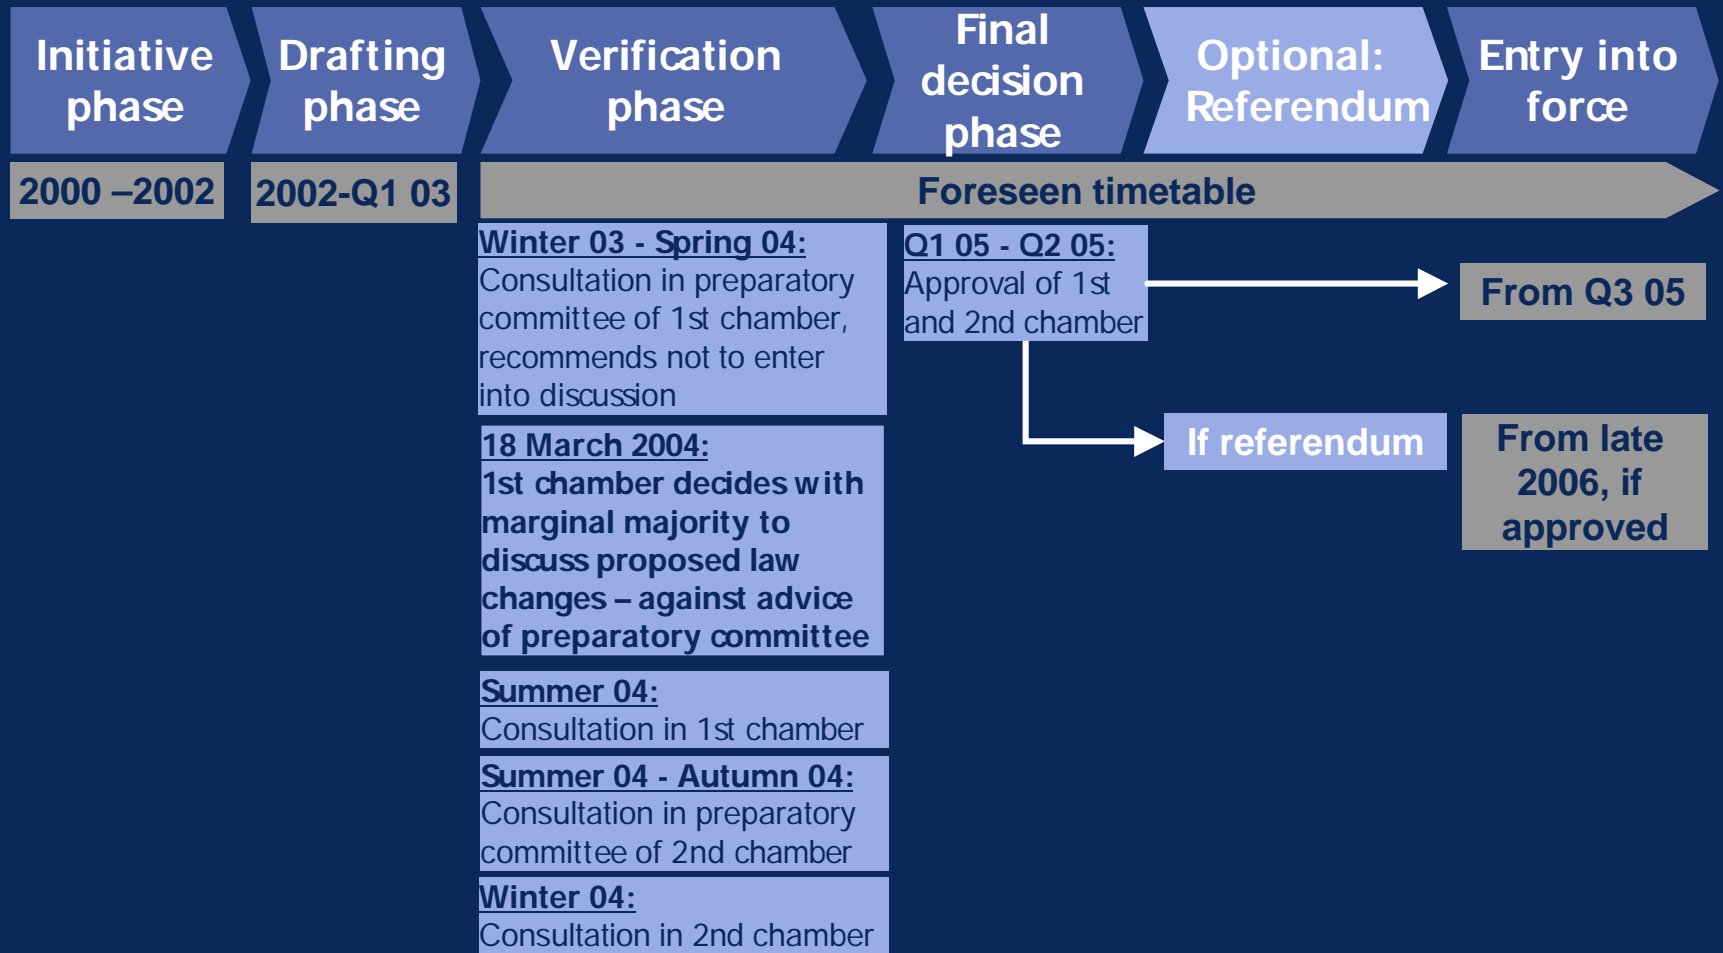 Initiative
phase
Drafting
phase
Verification
phase
Final
decision
phase
Optional:
Referendum
Entry into
force
2000 –2002
2002-Q1 03
Foreseen timetable
Winter 03 - Spring 04:
Consultation in preparatory
committee of 1st chamber,
recommends not to enter
into discussion
18 March 2004:
1st chamber decides with
marginal majority to
discuss proposed law
changes – against advice
of preparatory committee
Summer 04:
Consultation in 1st chamber
Summer 04 - Autumn 04:
Consultation in preparatory
committee of 2nd chamber
Winter 04:
Consultation in 2nd chamber
Q1 05 - Q2 05:
Approval of 1st
and 2nd chamber
From Q3 05
If referendum
From late
2006, if
approved